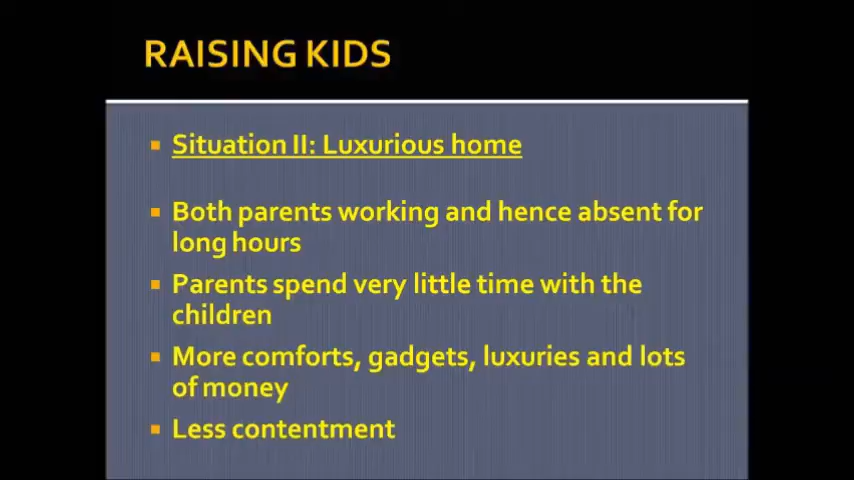 RAISING KIDS
▪ Situation II: Luxurious home
▪ Both parents working and hence absent for
long hours
▪ Parents spend very little time with the
children
▪ More comforts, gadgets, luxuries and lots
of money
▪ Less contentment